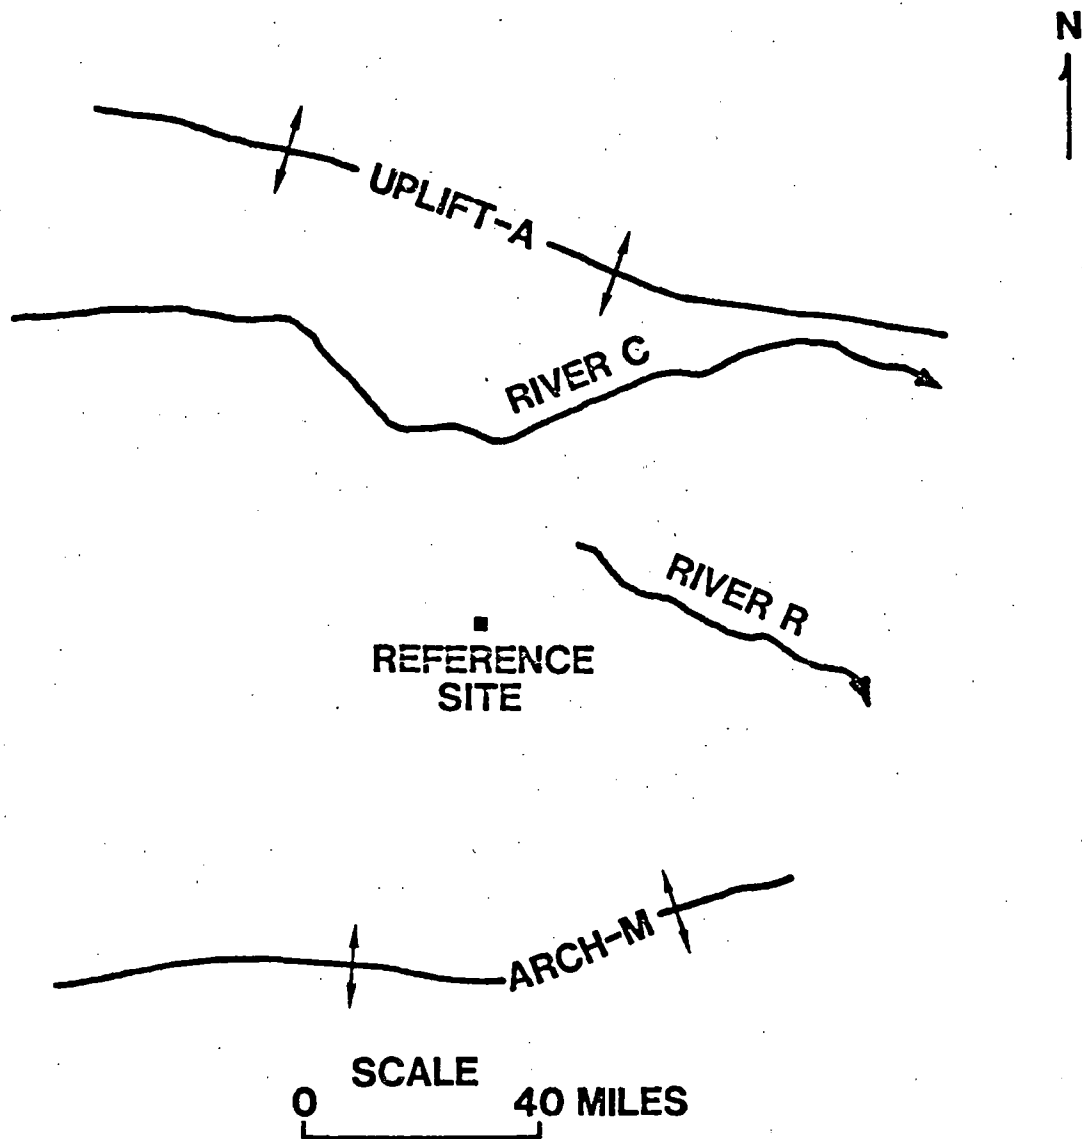 N
UPLIFT-A
RIVER C
RIVER R
REFERENCE
SITE
ARCH-M
SCALE
0 40 MILES